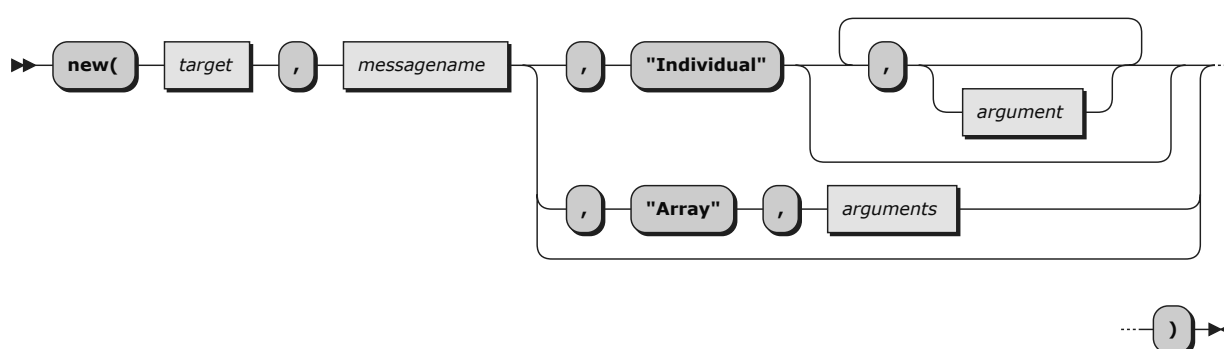 new( target , messagename , "Individual" ,
argument
, "Array" , arguments
)